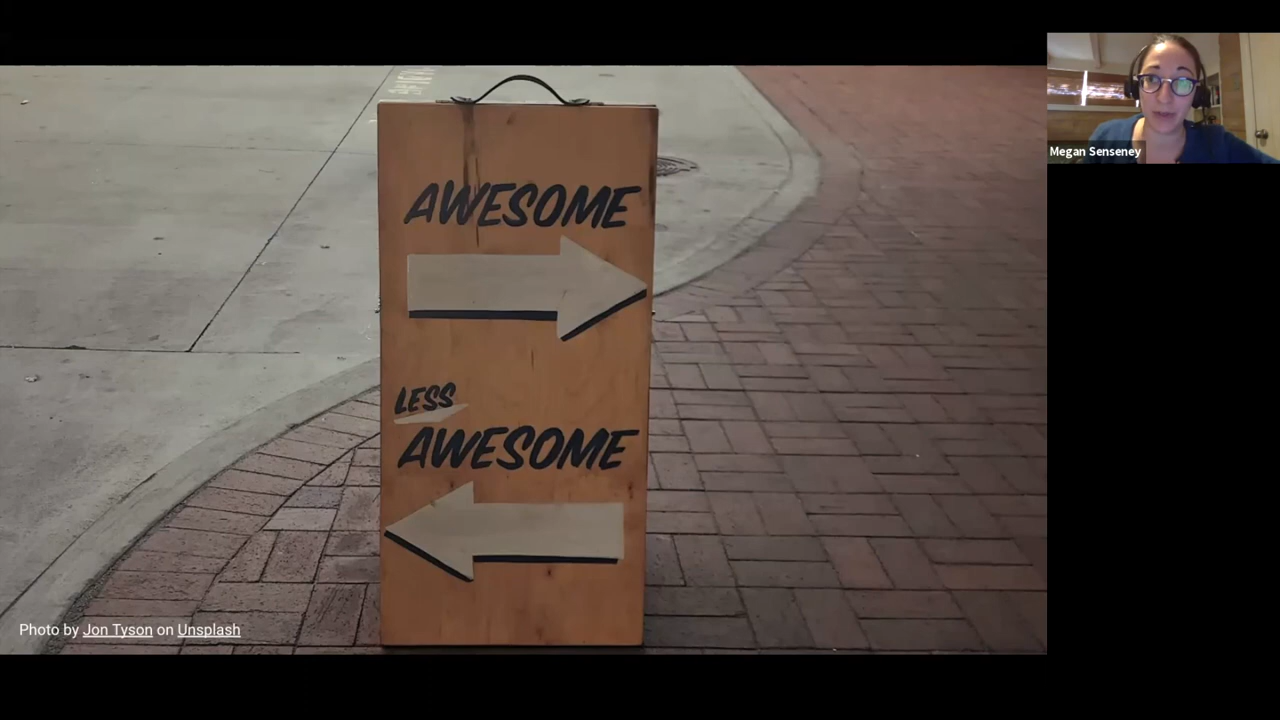 AWESOME
LESS
AWESOME
Photo by Jon Tyson on Unsplash
Megan Senseney